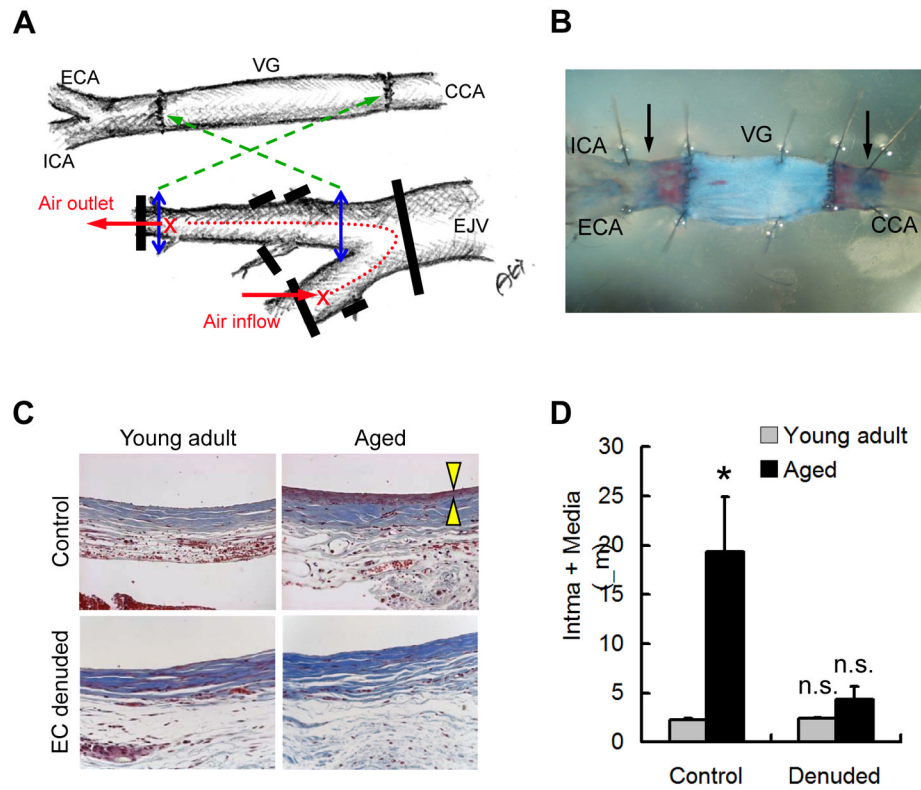 A
ECA
VG
CCA
ICA
Air outlet
X
EJV
X
Air inflow
B
ICA
VG
ECA
CCA
C
Young adult
Aged
Control
EC denuded
D
Young adult
Aged
30
25
20
15
10
5
0
Intma + Media
(_m)
*
n.s.
n.s.
Control
Denuded